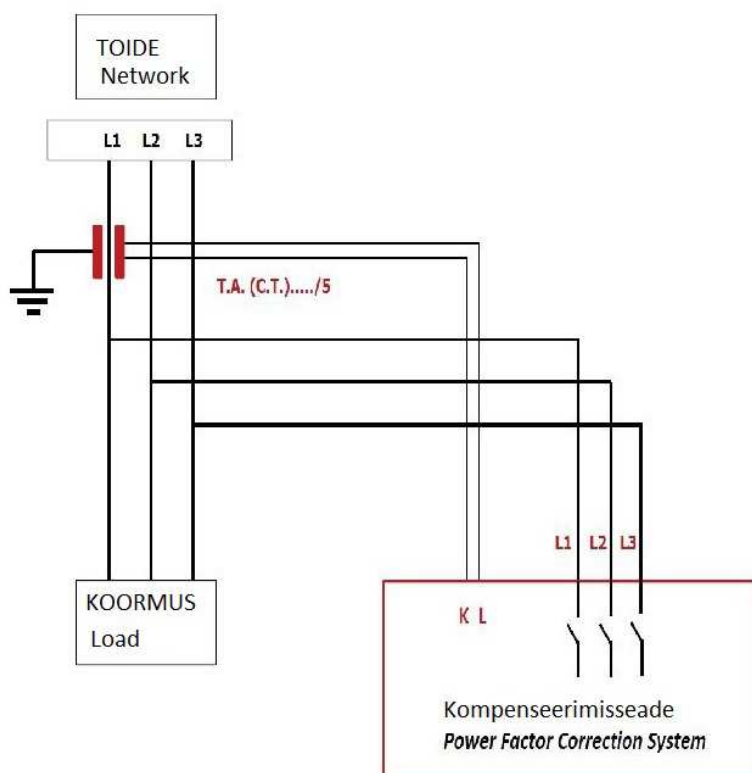 TOIDE
Network
L1 L2 L3
T.A. (C.T.)...../5
L1 L2 L3
KOORMUS
Load
K L
Kompenseerimisseade
Power Factor Correction System